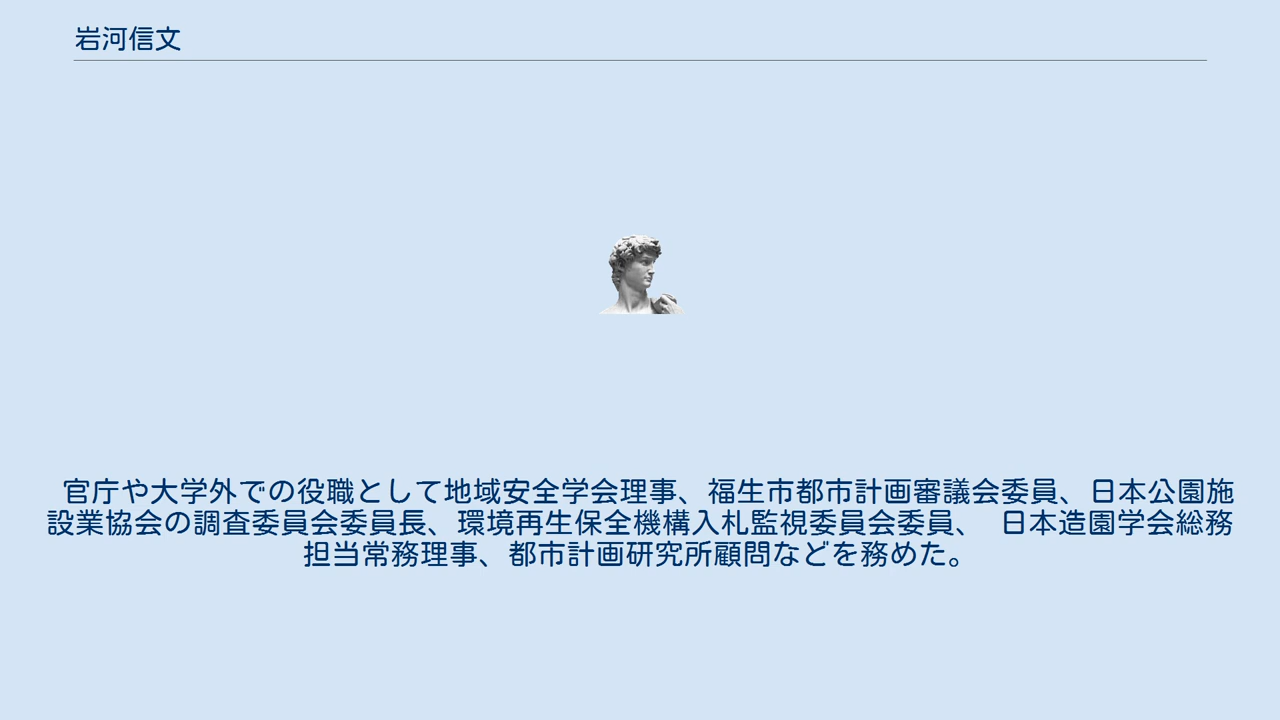 岩河信文
官庁や大学外での役職として地域安全学会理事、福生市都市計画審議会委員、日本公園施
設業協会の調査委員会委員長、環境再生保全機構入札監視委員会委員、　日本造園学会総務
担当常務理事、都市計画研究所顧問などを務めた。